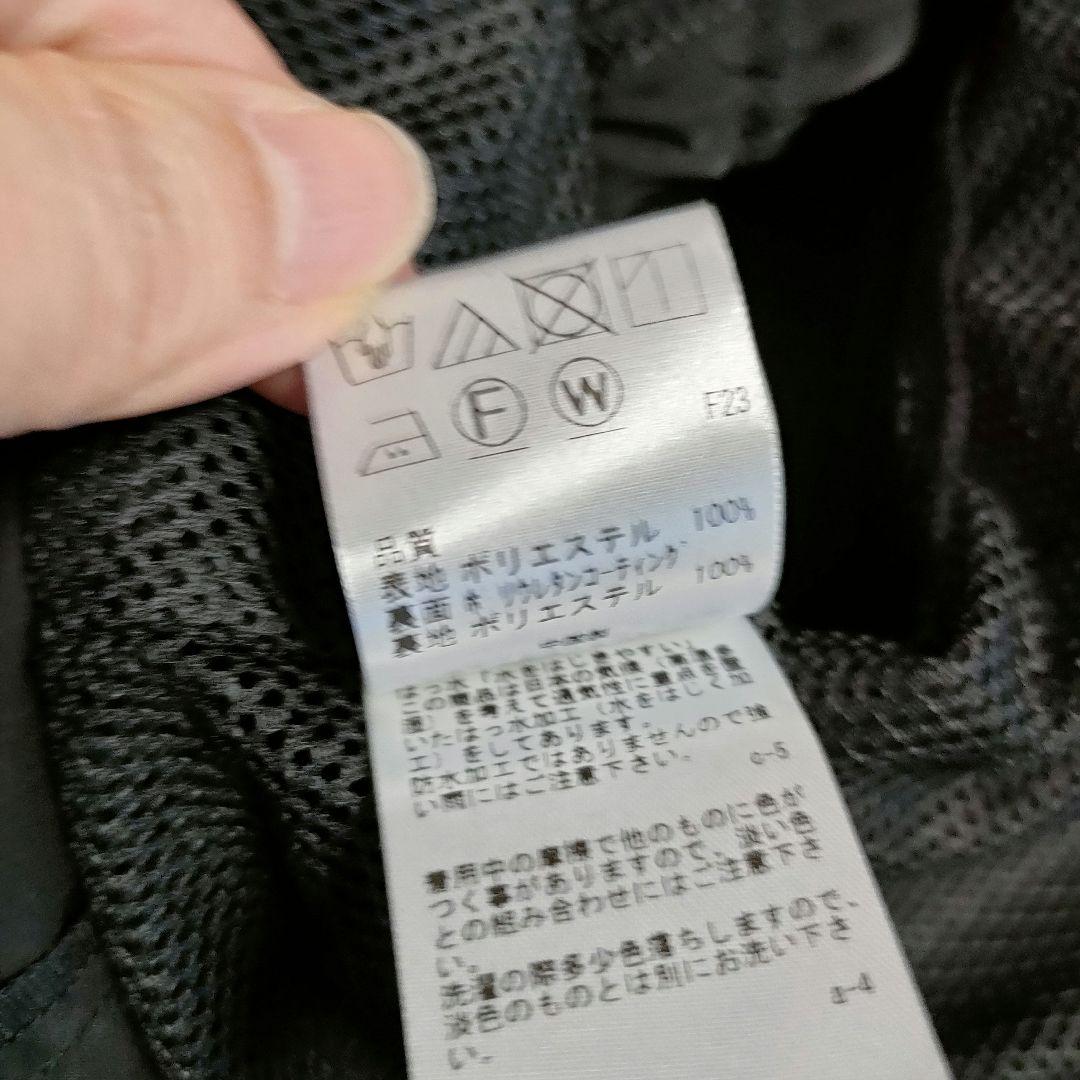 F
W
F23
品質
表地 ポリエステル 100%
裏面 ポリウレタンコーティング
裏地 ポリエステル 100%
はっ水「水をはじきやすい」
この商品は日本の気候
を考えて通気性に重点を置
いたはっ水加工(水をはじく加
工)をしてあります。
防水加工ではありませんので強
い雨にはご注意下さい。
a-5
着用中の摩擦で他のものに色が
つく事がありますので、淡い色
との組み合わせにはご注意下さ
い。
洗濯の際多少色落ちしますので、
淡色のものとは別にお洗い下さ
い。
a-4